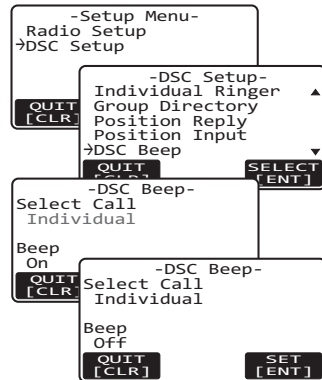 -Setup Menu-
Radio Setup
→DSC Setup
QUIT
[CLR]
-DSC Setup-
Individual Ringer ▲
Group Directory
Position Reply
Position Input
→DSC Beep ▼
QUIT SELECT
[CLR] [ENT]
-DSC Beep-
Select Call
Individual
Beep
On
QUIT
[CLR]
-DSC Beep-
Select Call
Individual
Beep
Off
QUIT SET
[CLR] [ENT]